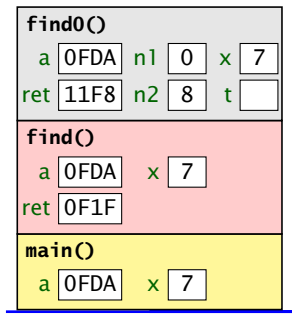 find0()
a 0FDA n1 0 x 7
ret 11F8 n2 8 t
find()
a 0FDA x 7
ret 0F1F
main()
a 0FDA x 7